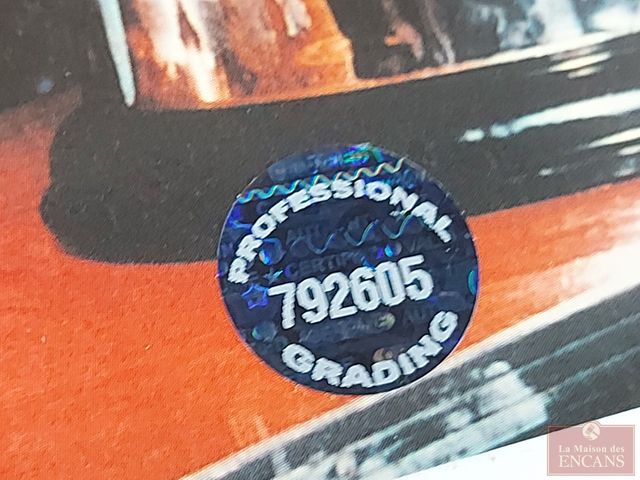 PROFESSIONAL
792605
GRADING
La Maison des
ENCANS